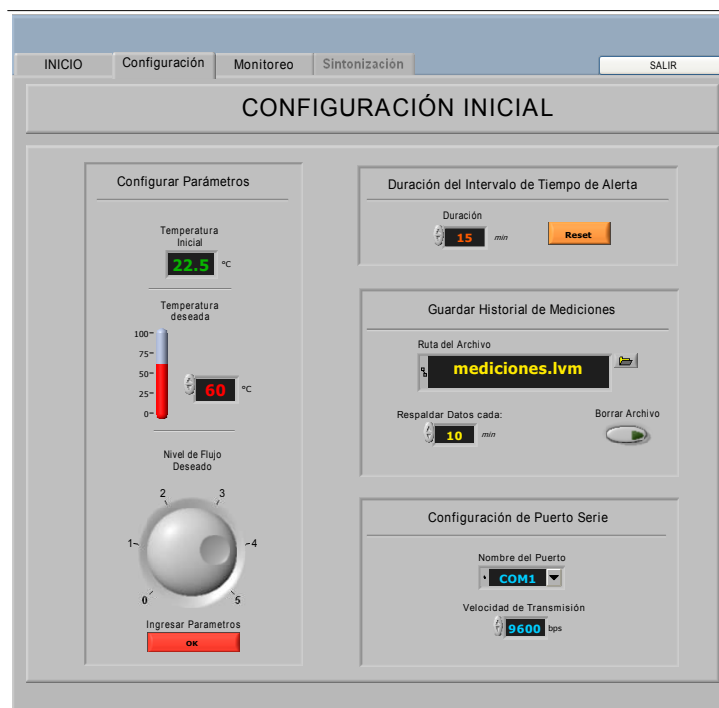 INICIO
Configuración
Monitoreo
Sintonización
SALIR
CONFIGURACIÓN INICIAL
Configurar Parámetros
Temperatura
Inicial
22.5 °C
Temperatura
deseada
100
75
50
25
0
60 °C
Nivel de Flujo
Deseado
2 3
1 4
0 5
Ingresar Parametros
OK
Duración del Intervalo de Tiempo de Alerta
Duración
15 min
Reset
Guardar Historial de Mediciones
Ruta del Archivo
mediciones.lvm
Respaldar Datos cada:
10 min
Borrar Archivo
Configuración de Puerto Serie
Nombre del Puerto
COM1
Velocidad de Transmisión
9600 bps